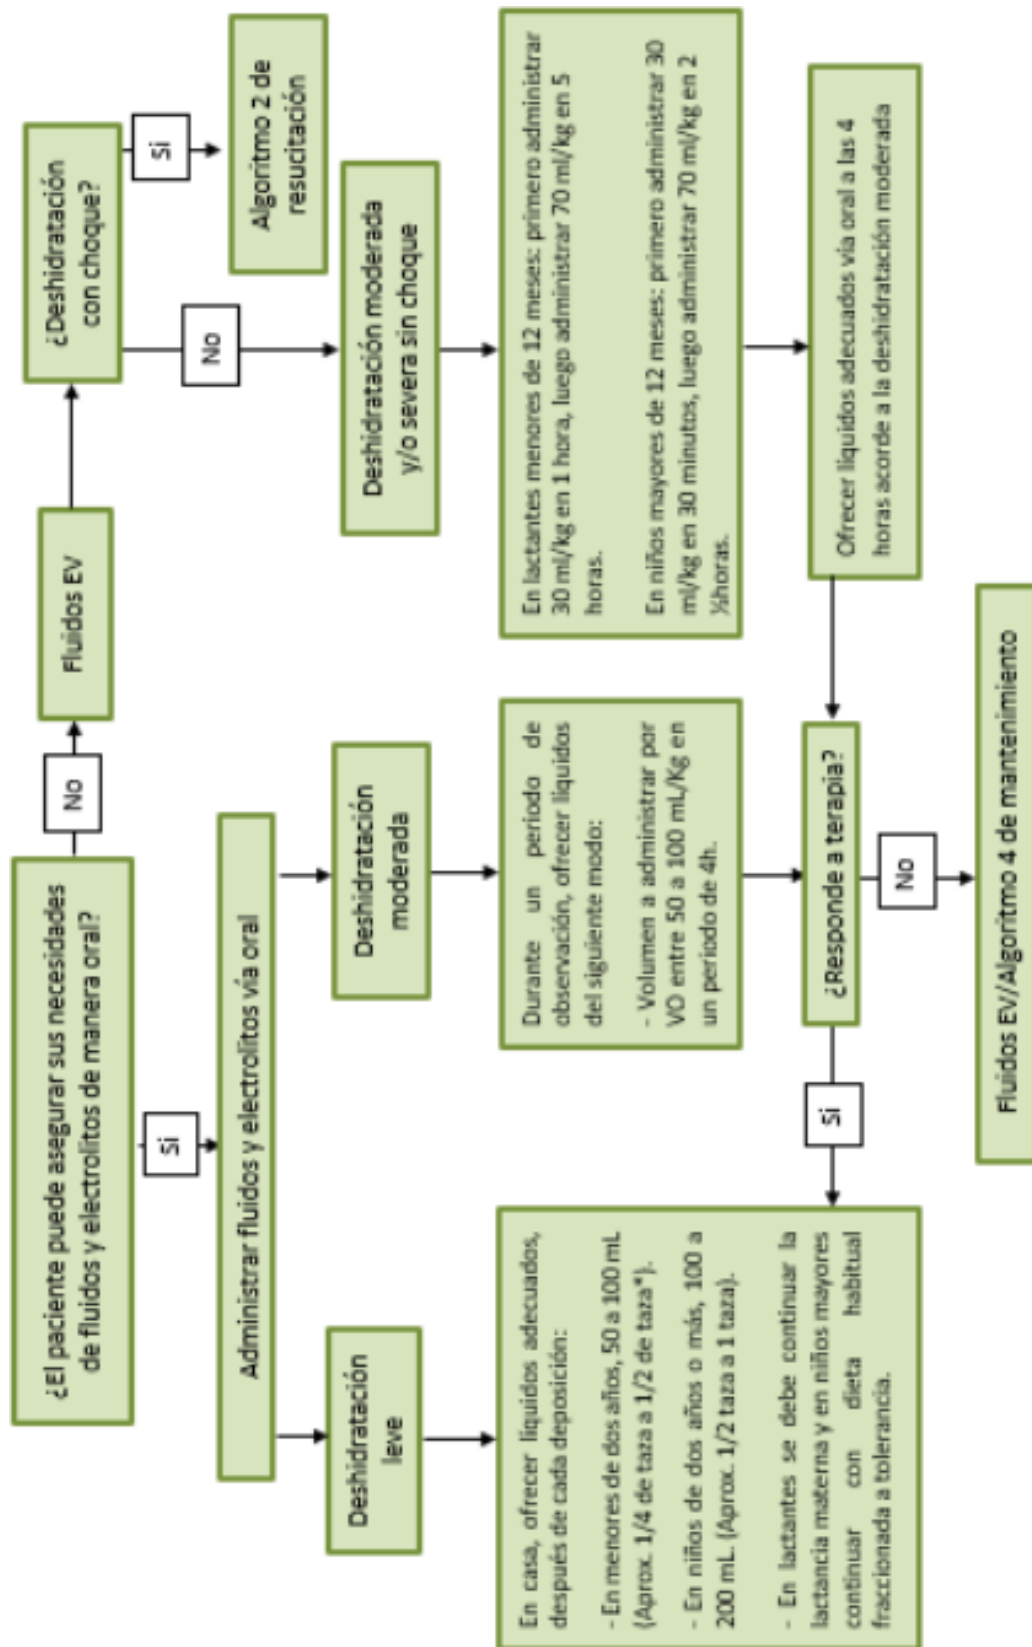 ¿El paciente puede asegurar sus necesidades
de fluidos y electrolitos de manera oral?
No
Fluidos EV
¿Deshidratación
con choque?
Si
Algoritmo 2 de
resucitación
Si
Administrar fluidos y electrolitos vía oral
No
Deshidratación
leve
Deshidratación
moderada
Deshidratación moderada
y/o severa sin choque
En casa, ofrecer liquidos adecuados,
después de cada deposición:
- En menores de dos años, 50 a 100 mL
(Aprox. 1/4 de taza a 1/2 de taza*).
- En niños de dos años o más, 100 a
200 mL. (Aprox. 1/2 taza a 1 taza).
- En lactantes se debe continuar la
lactancia materna y en niños mayores
continuar con dieta habitual
fraccionada a tolerancia.
Durante un periodo de
observación, ofrecer liquidos
del siguiente modo:
- Volumen a administrar por
VO entre 50 a 100 mL/Kg en
un periodo de 4h.
En lactantes menores de 12 meses: primero administrar
30 ml/kg en 1 hora, luego administrar 70 ml/kg en 5
horas.
En niños mayores de 12 meses: primero administrar 30
ml/kg en 30 minutos, luego administrar 70 ml/kg en 2
½horas.
Si
¿Responde a terapia?
Ofrecer liquidos adecuados via oral a las 4
horas acorde a la deshidratación moderada
No
Fluidos EV/Algoritmo 4 de mantenimiento